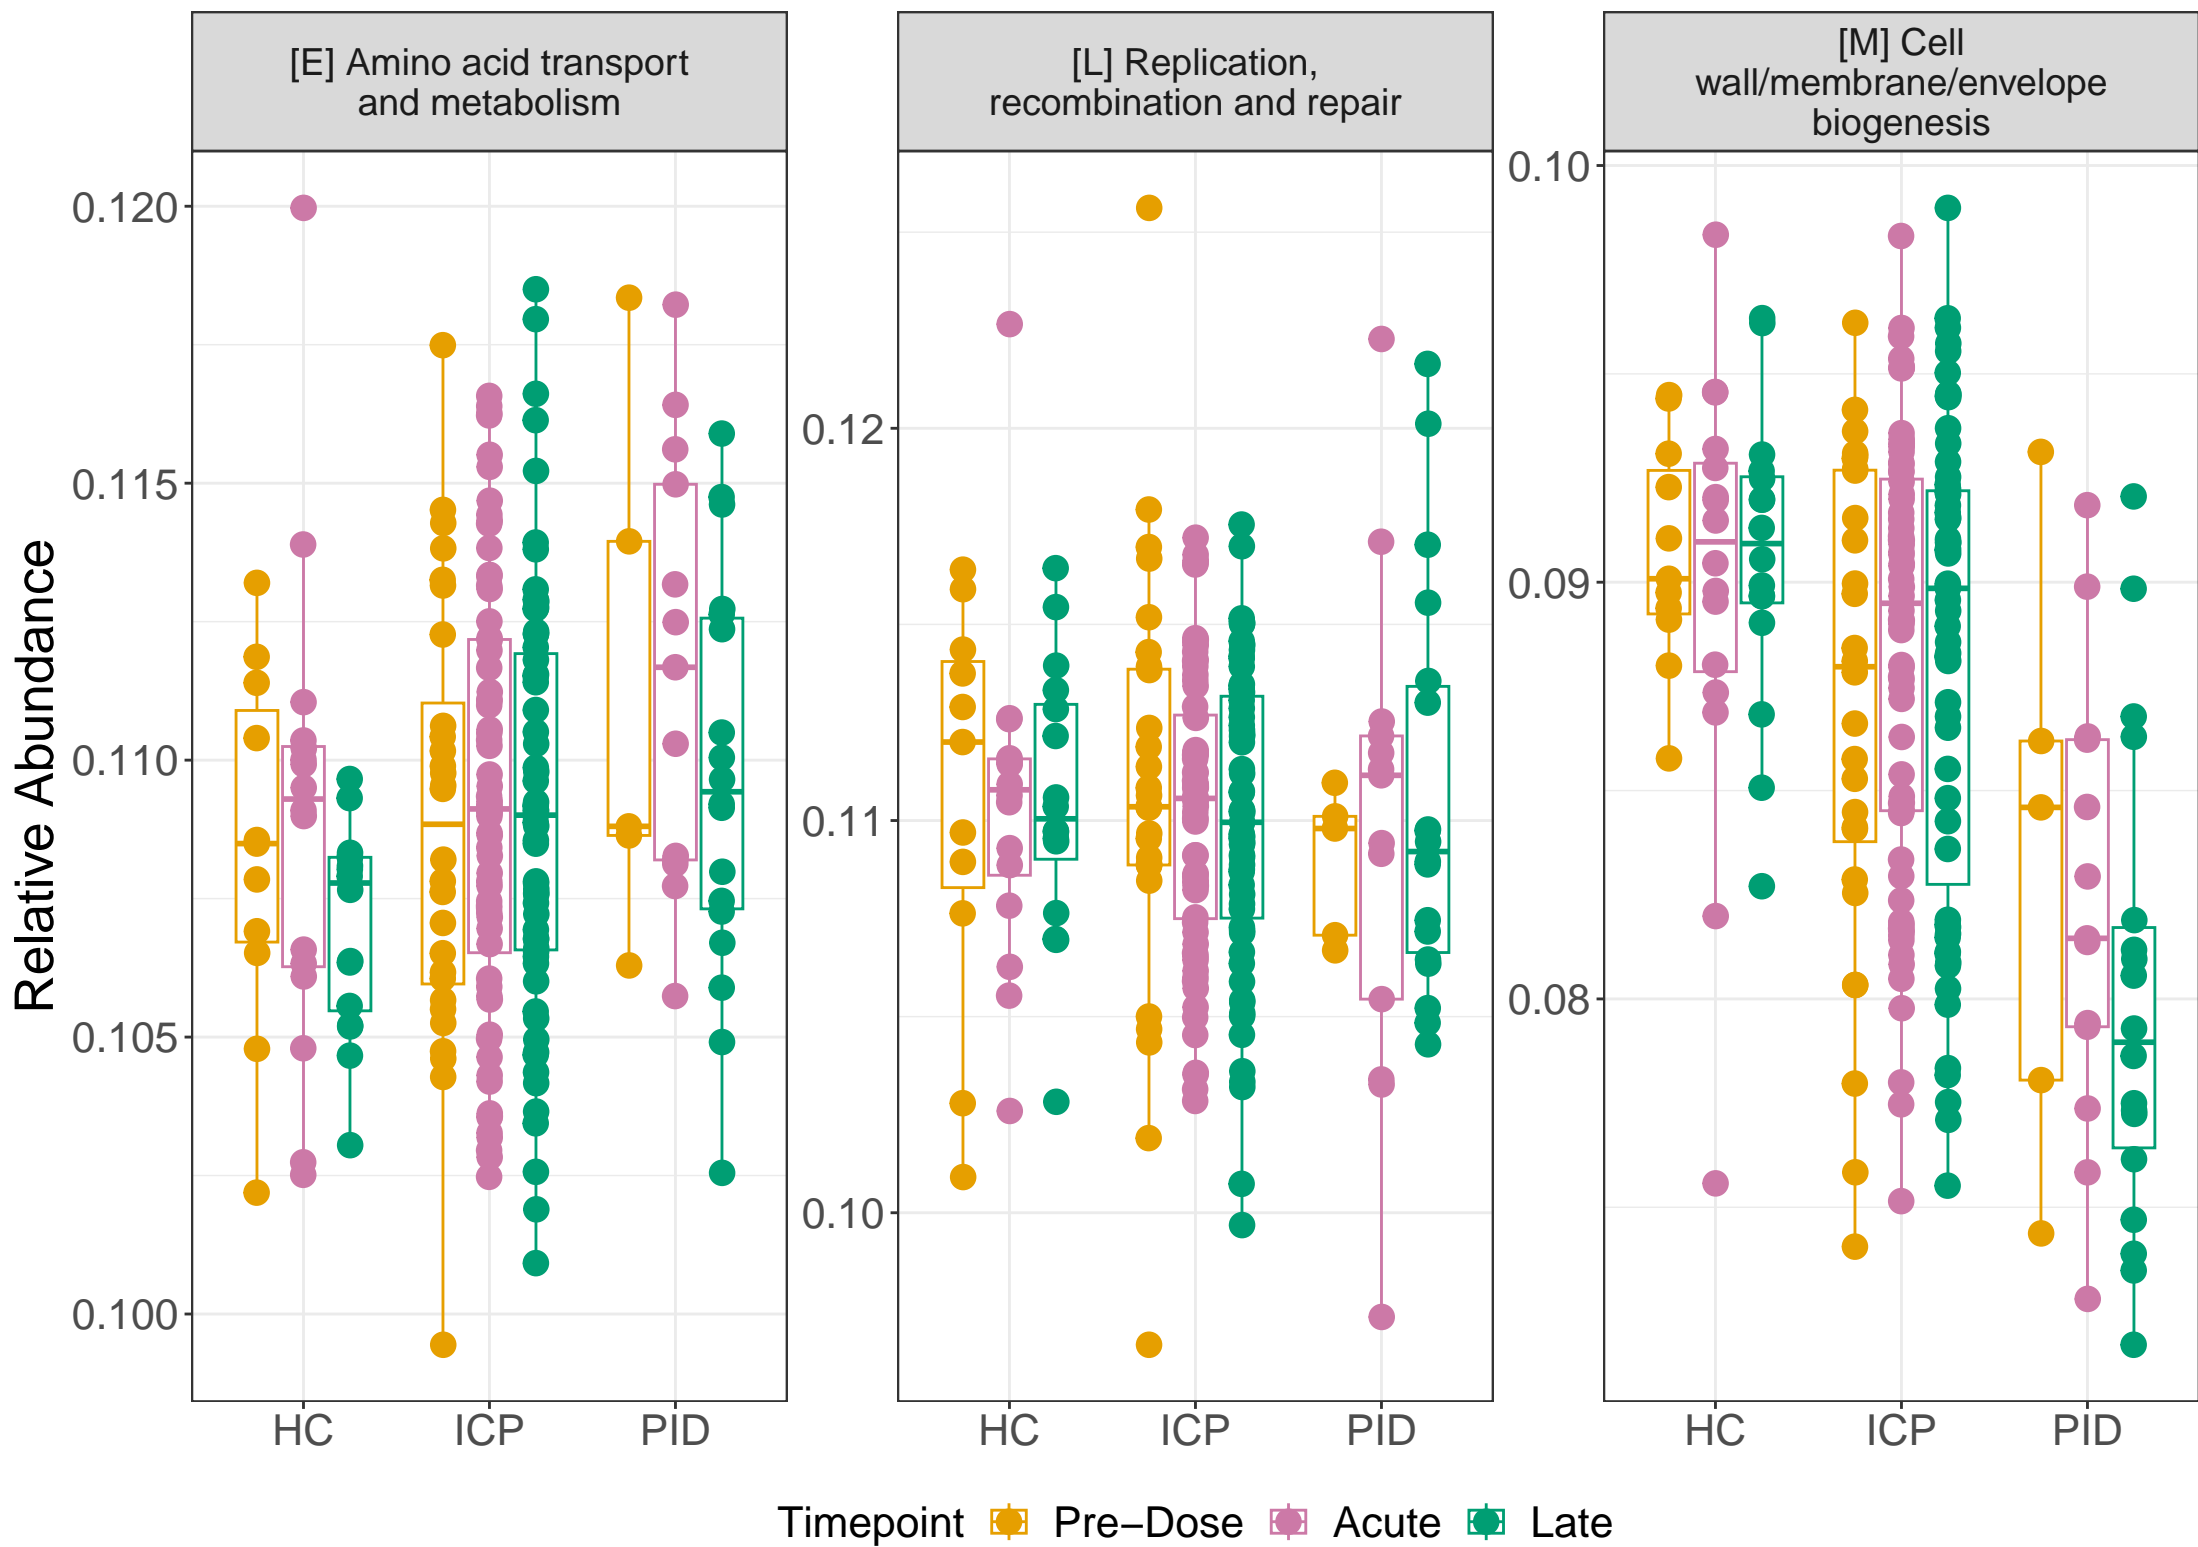 [E] Amino acid transport
and metabolism
[L] Replication,
recombination and repair
[M] Cell
wall/membrane/envelope
biogenesis
Relative Abundance
0.120
0.115
0.110
0.105
0.100
0.12
0.11
0.10
0.10
0.09
0.08
HC ICP PID
HC ICP PID
HC ICP PID
Timepoint Pre−Dose Acute Late